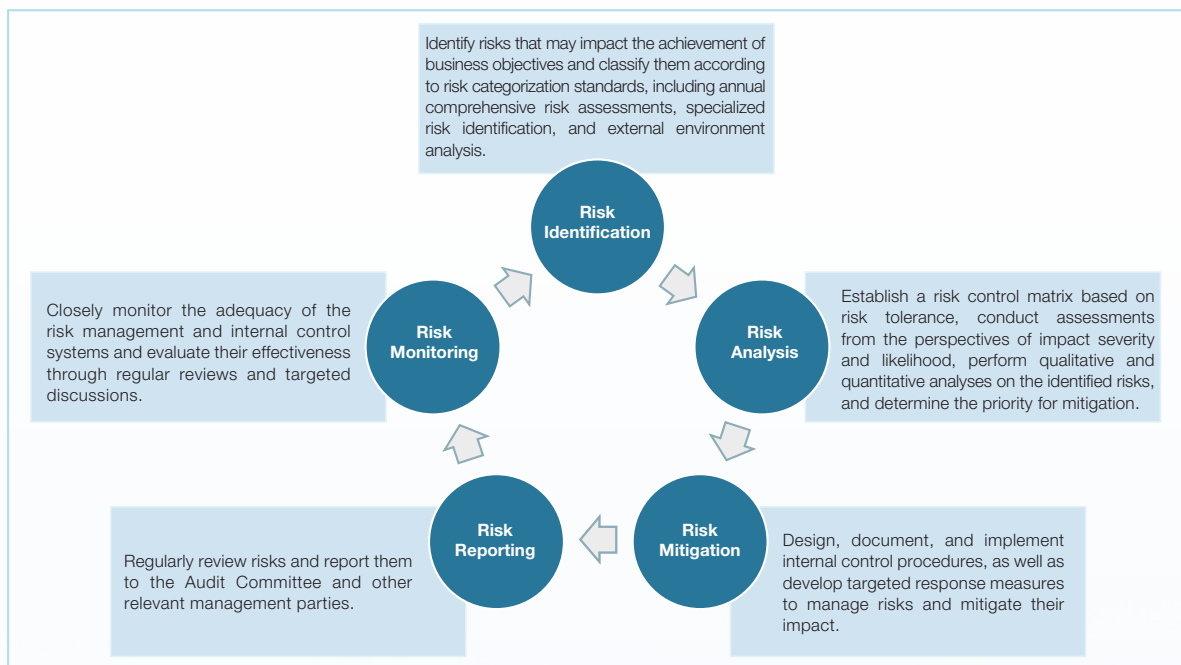 Identify risks that may impact the achievement of
business objectives and classify them according
to risk categorization standards, including annual
comprehensive risk assessments, specialized
risk identification, and external environment
analysis.
Risk
Identification
Establish a risk control matrix based on
risk tolerance, conduct assessments
from the perspectives of impact severity
and likelihood, perform qualitative and
quantitative analyses on the identified risks,
and determine the priority for mitigation.
Risk
Analysis
Design, document, and implement
internal control procedures, as well as
develop targeted response measures
to manage risks and mitigate their
impact.
Risk
Mitigation
Regularly review risks and report them
to the Audit Committee and other
relevant management parties.
Risk
Reporting
Closely monitor the adequacy of the
risk management and internal control
systems and evaluate their effectiveness
through regular reviews and targeted
discussions.
Risk
Monitoring